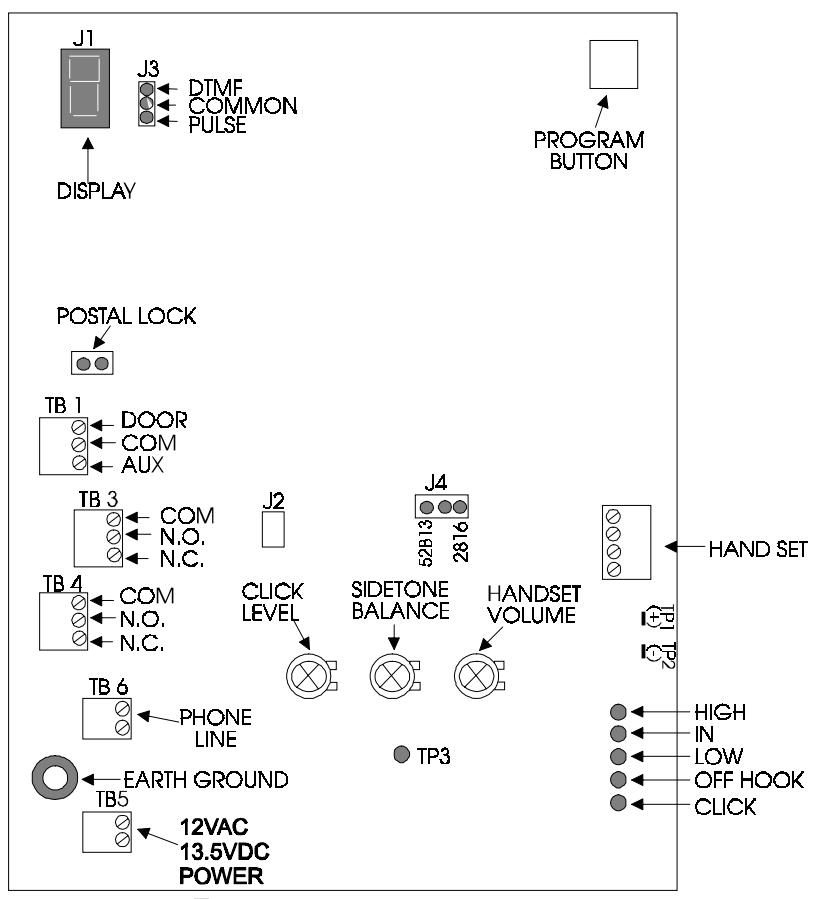 J1
J3
DTMF
COMMON
PULSE
DISPLAY
PROGRAM
BUTTON
POSTAL LOCK
TB 1
DOOR
COM
AUX
TB 3
COM
N.O.
N.C.
J2
J4
52B13
2816
HAND SET
TB 4
COM
N.O.
N.C.
CLICK
LEVEL
SIDETONE
BALANCE
HANDSET
VOLUME
+
TP1
-
TP2
TB 6
PHONE
LINE
TP3
HIGH
IN
LOW
OFF HOOK
CLICK
EARTH GROUND
TB5
12VAC
13.5VDC
POWER